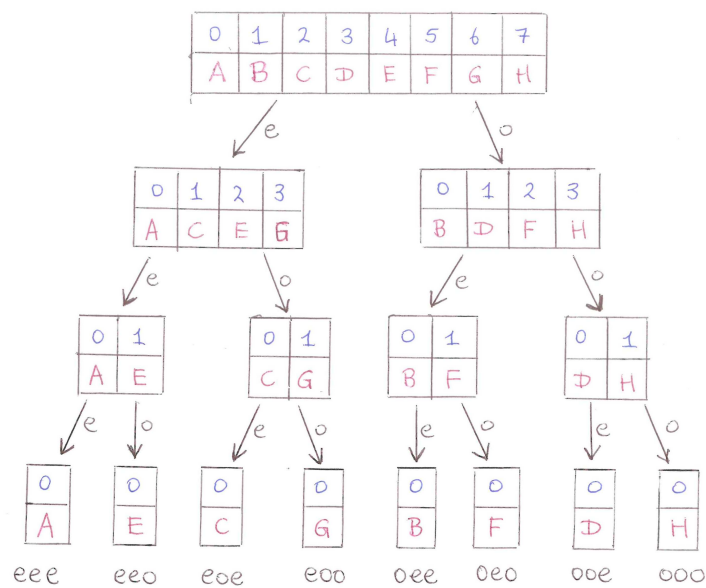 0 1 2 3 4 5 6 7
A B C D E F G H
e o
0 1 2 3 0 1 2 3
A C E G B D F H
e o e o
0 1 0 1 0 1 0 1
A E C G B F D H
e o e o e o e o
0 0 0 0 0 0 0 0
A E C G B F D H
eee eeo eoe eoo oee oeo ooe ooo